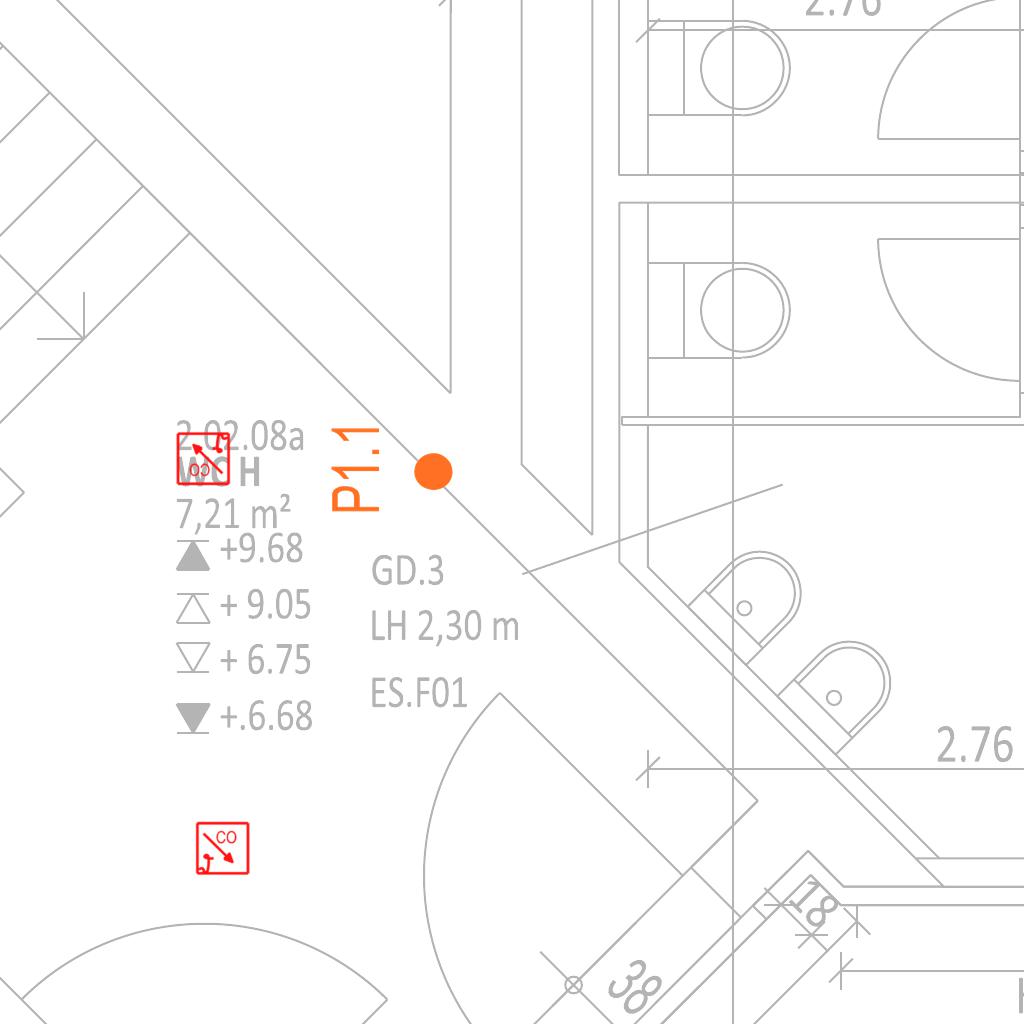 2.76
2.02.08a
WC H
7,21 m²
+9.68
+ 9.05
+ 6.75
+.6.68
P1.1
GD.3
LH 2,30 m
ES.F01
CO
CO
2.76
18
38